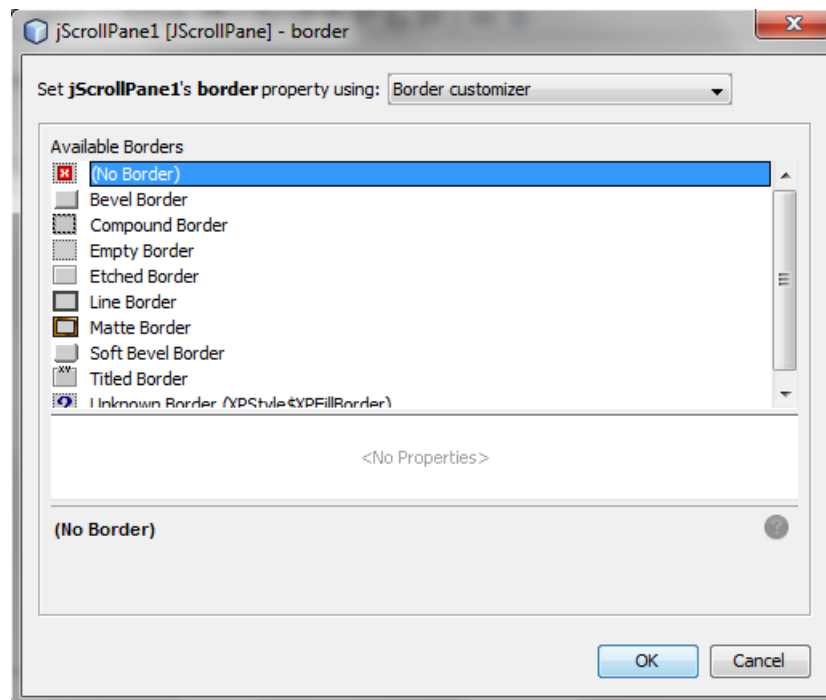 jScrollPane1 [JScrollPane] - border
Set jScrollPane1's border property using: Border customizer
Available Borders
(No Border)
Bevel Border
Compound Border
Empty Border
Etched Border
Line Border
Matte Border
Soft Bevel Border
XY Titled Border
Unknown Border (XPStyle$XPFillBorder)
<No Properties>
(No Border)
?
OK Cancel